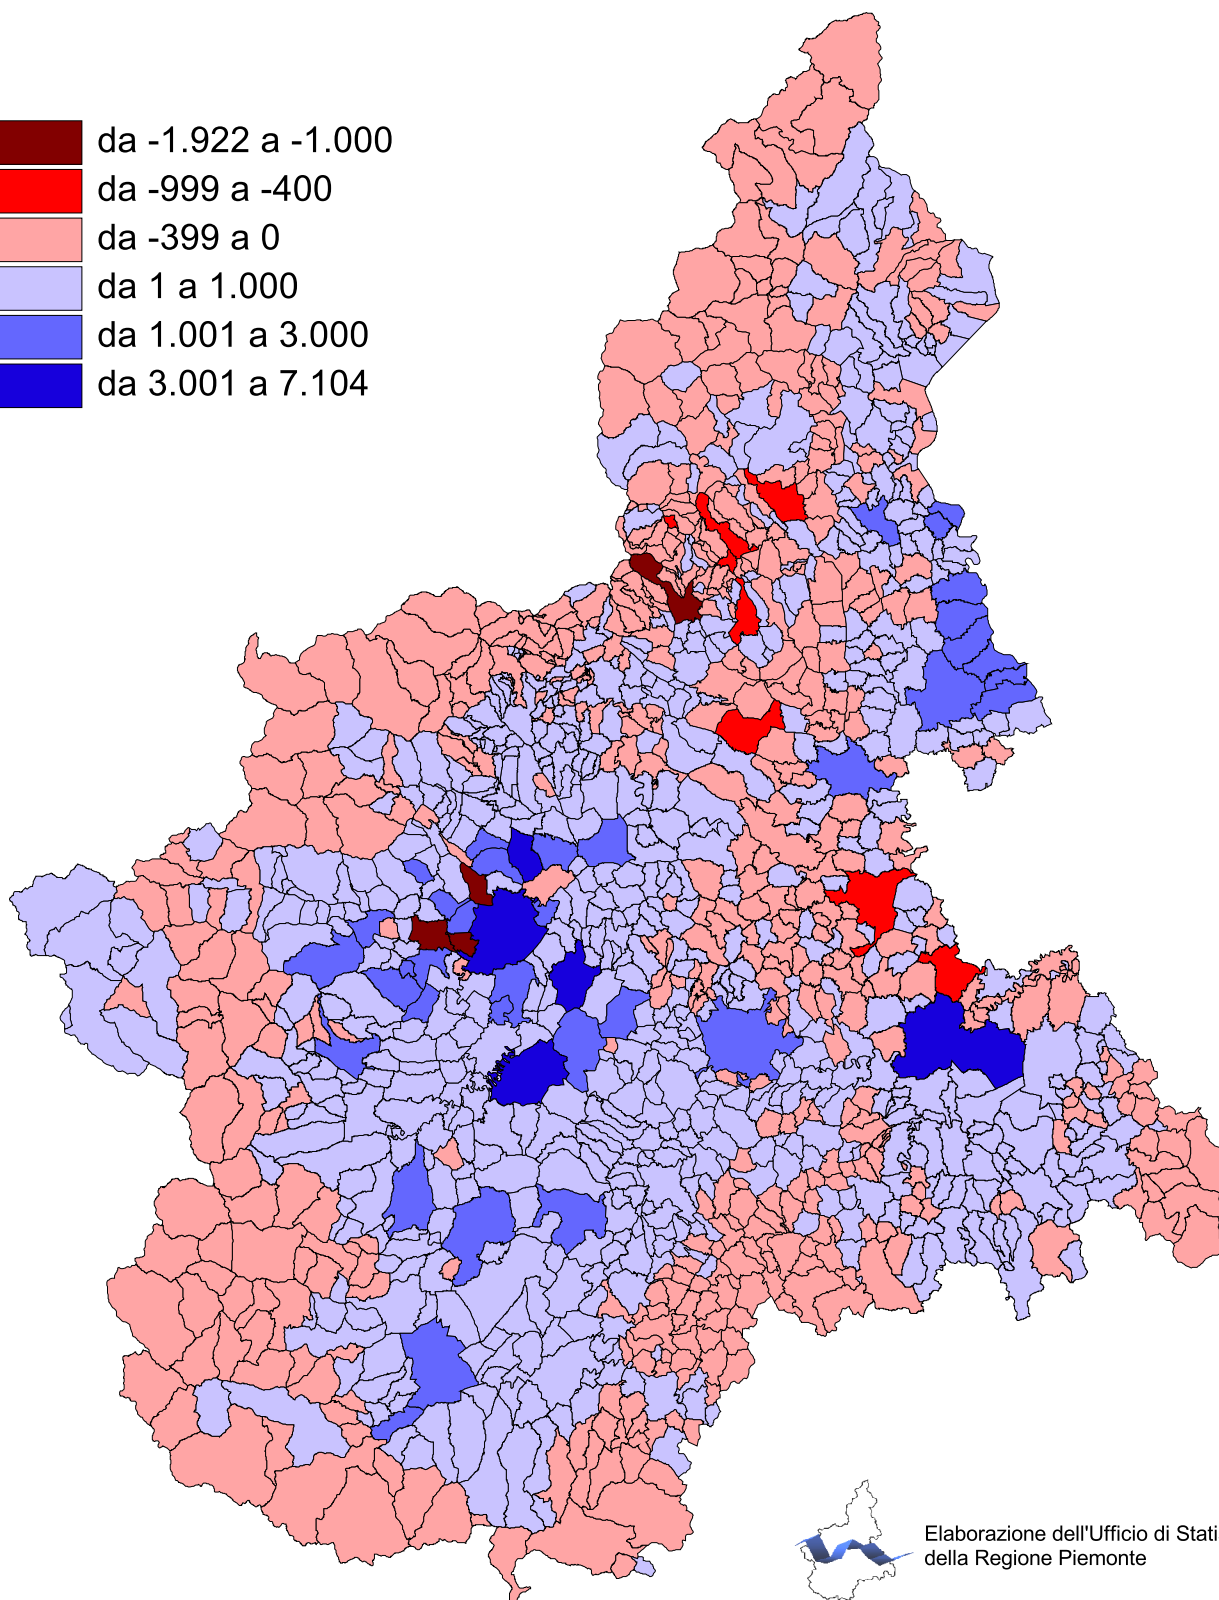 da -1.922 a -1.000
da -999 a -400
da -399 a 0
da 1 a 1.000
da 1.001 a 3.000
da 3.001 a 7.104
Elaborazione dell'Ufficio di Stati
della Regione Piemonte